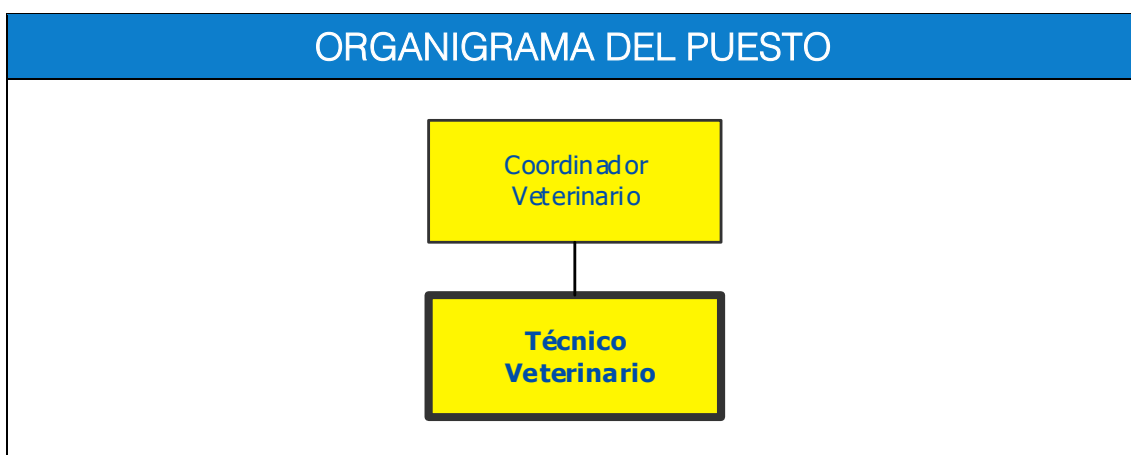 ORGANIGRAMA DEL PUESTO
Coordinador
Veterinario
Técnico
Veterinario